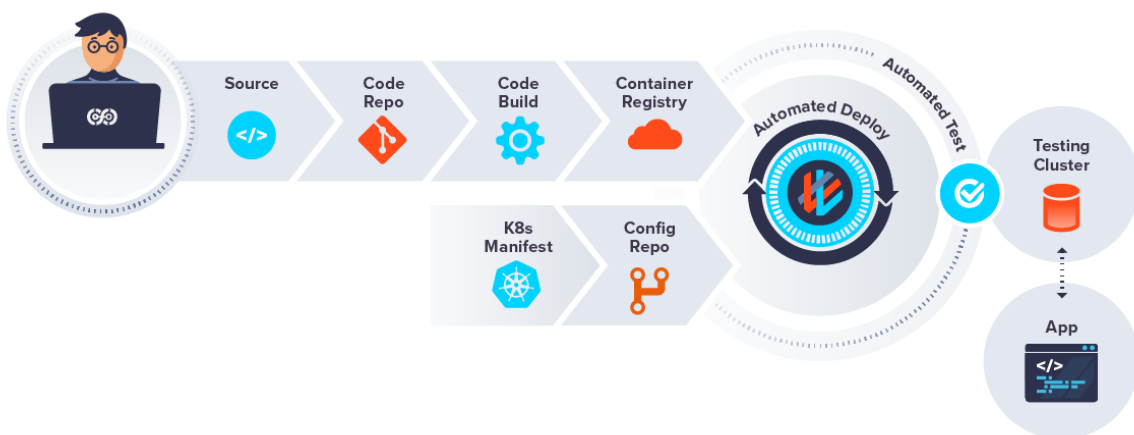 Source
</>
Code
Repo
Code
Build
Container
Registry
K8s
Manifest
Config
Repo
Automated Deploy
Automated Test
Testing
Cluster
App
</>